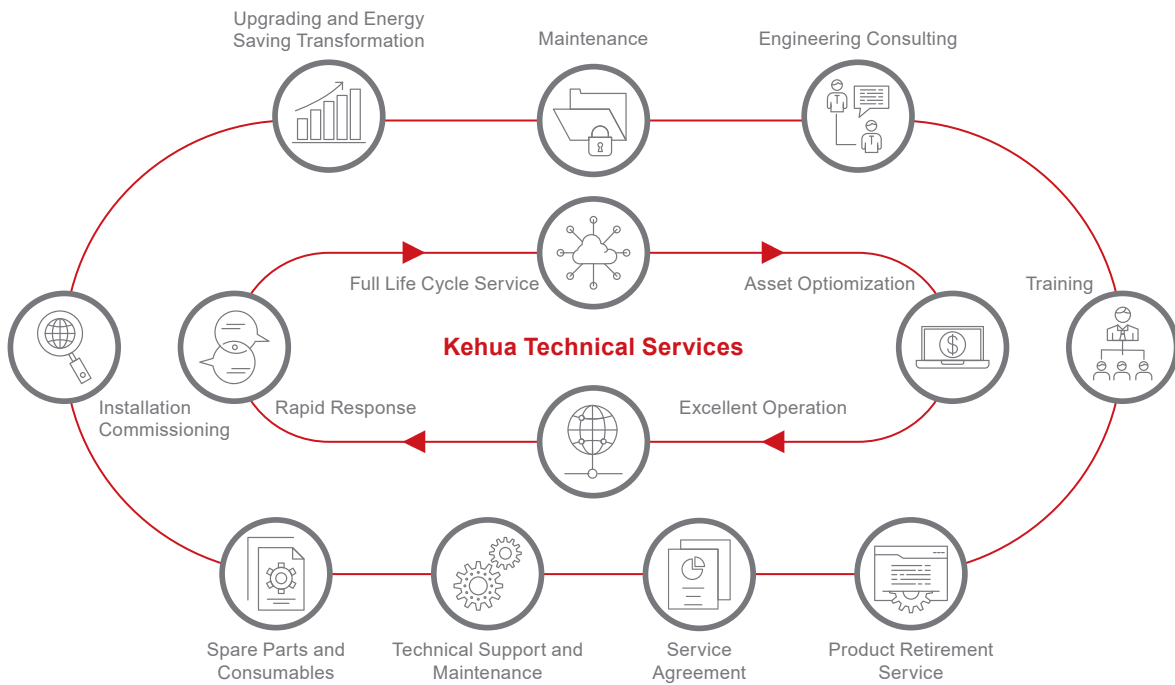 Upgrading and Energy
Saving Transformation
Maintenance
Engineering Consulting
Full Life Cycle Service
Asset Optiomization
Training
Kehua Technical Services
Installation
Commissioning
Rapid Response
Excellent Operation
Spare Parts and
Consumables
Technical Support and
Maintenance
Service
Agreement
Product Retirement
Service